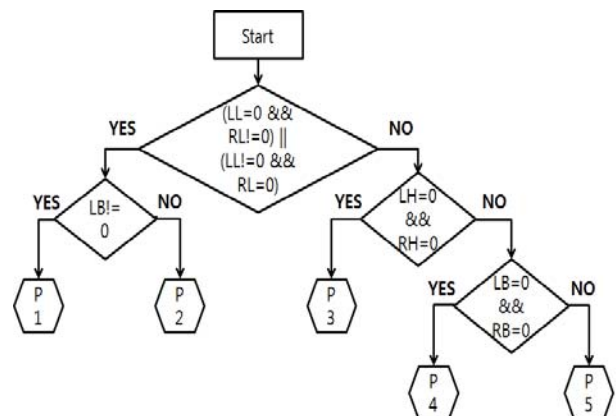 Start
(LL=0 &&
RL!=0) ||
(LL!=0 &&
RL=0)
YES
NO
LB!=
0
YES
NO
LH=0
&&
RH=0
YES
NO
P
1
P
2
P
3
LB=0
&&
RB=0
YES
NO
P
4
P
5